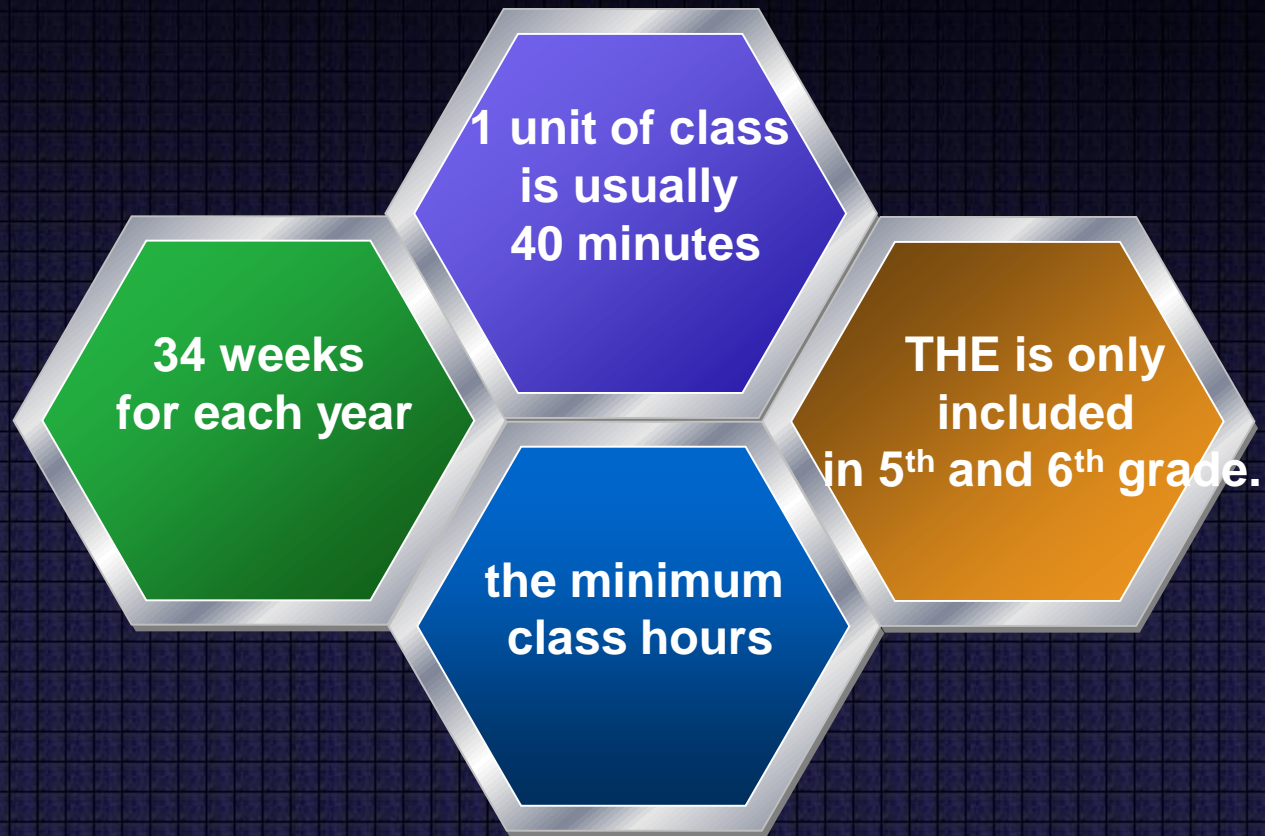 1 unit of class
is usually
40 minutes
34 weeks
for each year
THE is only
included
in 5th and 6th grade.
the minimum
class hours